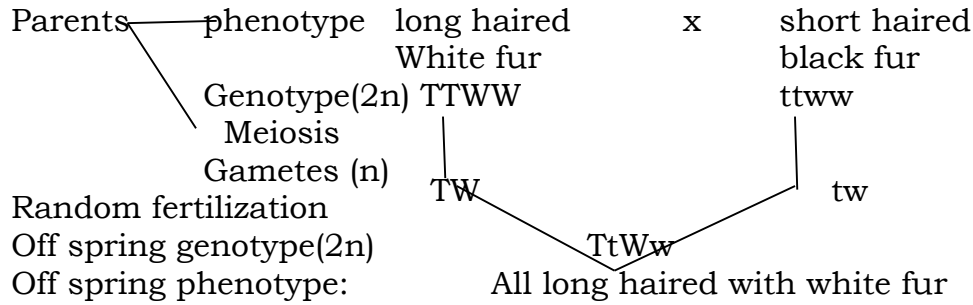 Parents phenotype long haired x short haired
White fur black fur
Genotype(2n) TTWW ttww
Meiosis
Gametes (n)
TW tw
Random fertilization
Off spring genotype(2n) TtWw
Off spring phenotype: All long haired with white fur